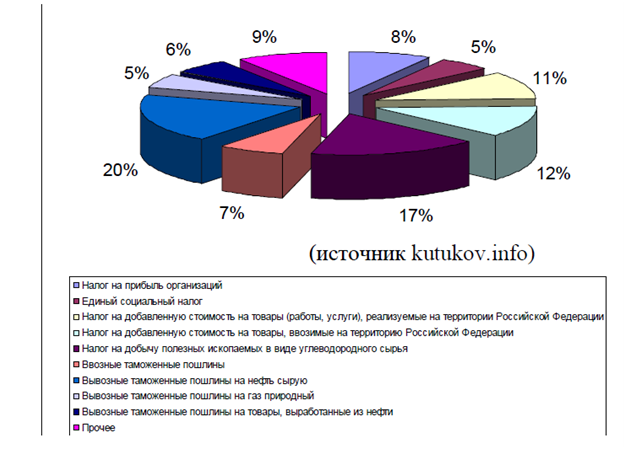 9%
8%
6%
5%
5%
11%
20%
12%
7%
17%
(источник kutukov.info)
Налог на прибыль организаций
Единый социальный налог
Налог на добавленную стоимость на товары (работы, услуги), реализуемые на территории Российской Федерации
Налог на добавленную стоимость на товары, ввозимые на территорию Российской Федерации
Налог на добычу полезных ископаемых в виде углеводородного сырья
Ввозные таможенные пошлины
Вывозные таможенные пошлины на нефть сырую
Вывозные таможенные пошлины на газ природный
Вывозные таможенные пошлины на товары, выработанные из нефти
Прочее